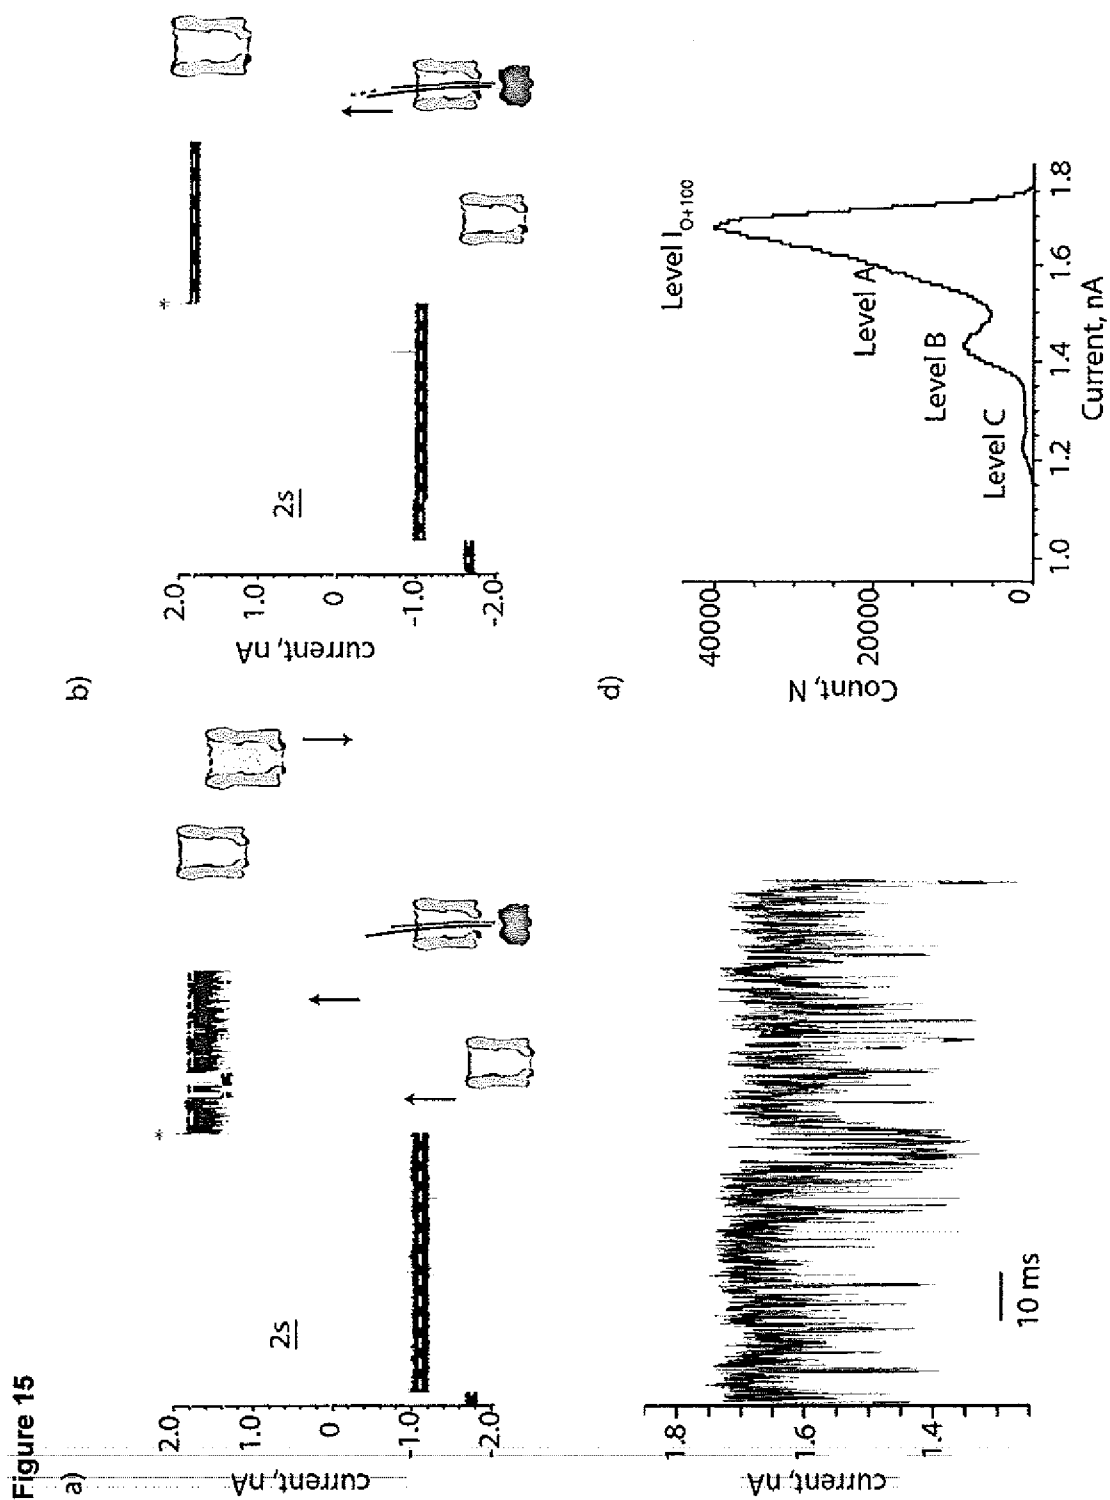 Figure 15
a)
current, nA
2.0
1.0
0
-1.0
-2.0
2s
*
b)
current, nA
2.0
1.0
0
-1.0
-2.0
2s
*
current, nA
1.8
1.6
1.4
10 ms
d)
Count, N
40000
20000
0
Level I0+100
Level A
Level B
Level C
1.0
1.2
1.4
1.6
1.8
Current, nA